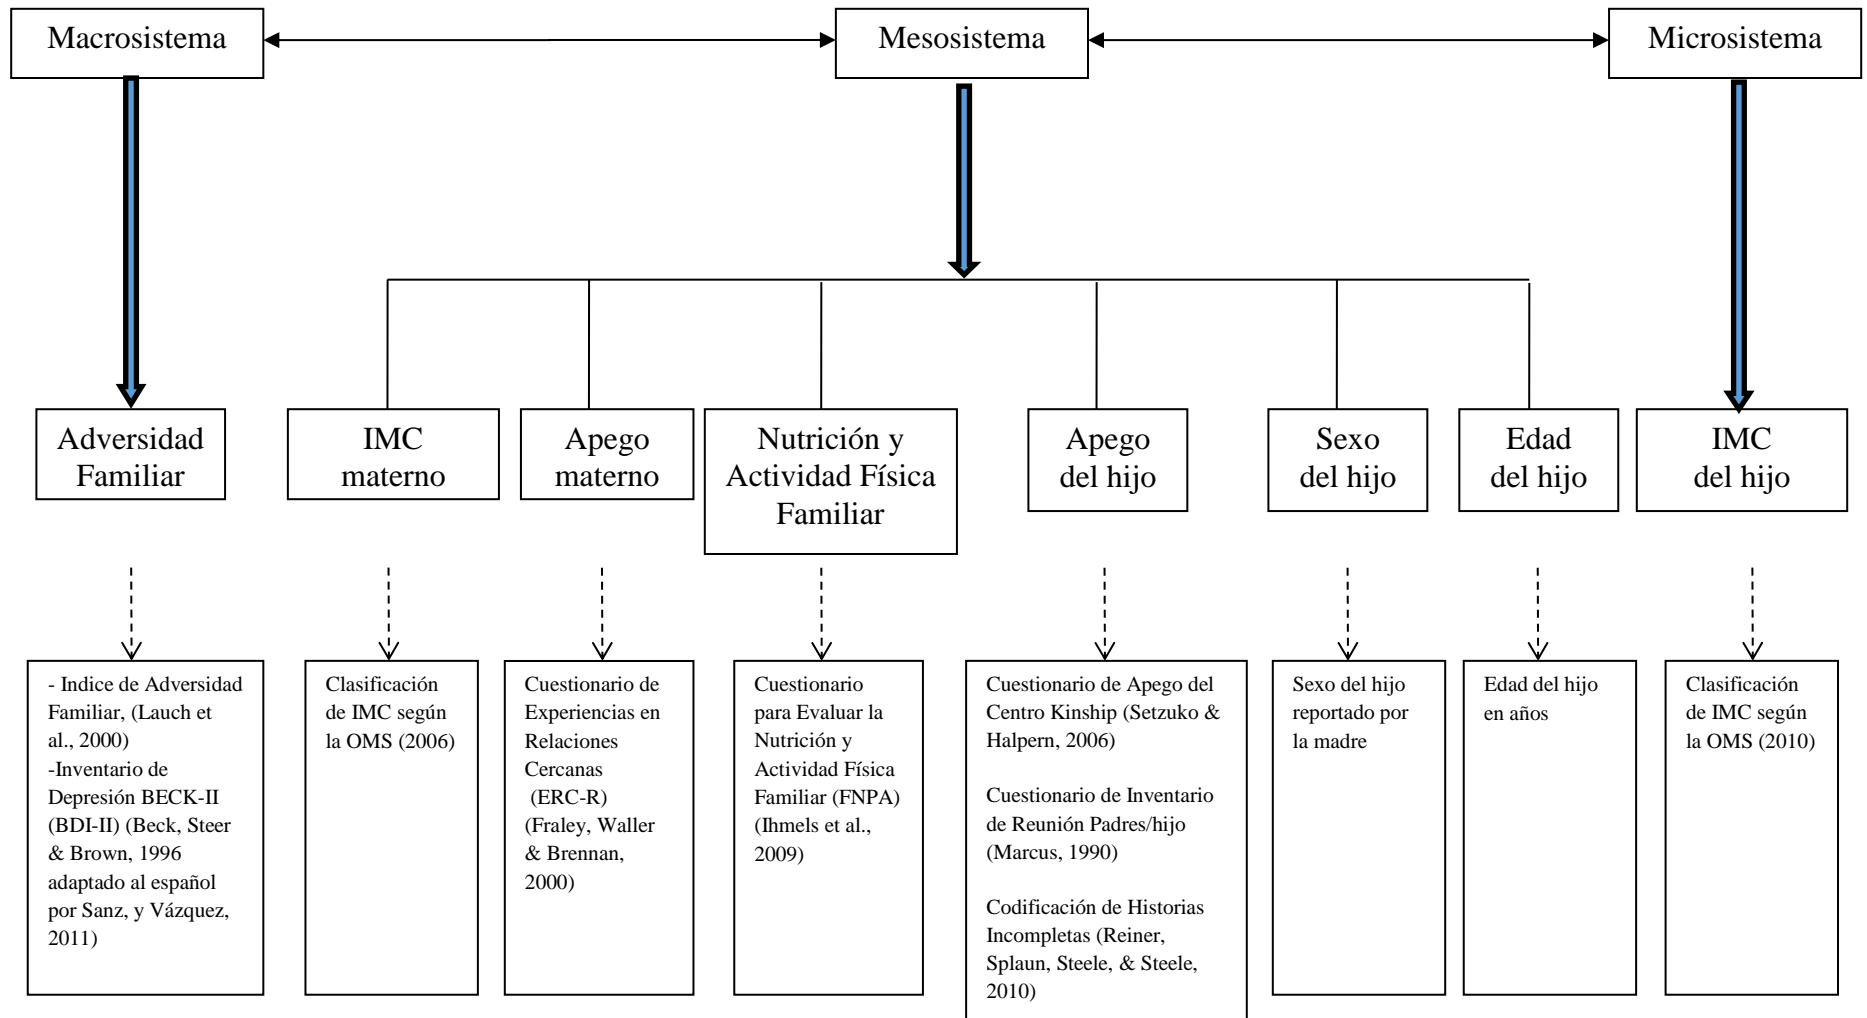 Macrosistema
Mesosistema
Microsistema
Adversidad
Familiar
IMC
materno
Apego
materno
Nutrición y
Actividad Física
Familiar
Apego
del hijo
Sexo
del hijo
Edad
del hijo
IMC
del hijo
- Indice de Adversidad
Familiar, (Lauch et
al., 2000)
-Inventario de
Depresión BECK-II
(BDI-II) (Beck, Steer
& Brown, 1996
adaptado al español
por Sanz, y Vázquez,
2011)
Clasificación
de IMC según
la OMS (2006)
Cuestionario de
Experiencias en
Relaciones
Cercanas
(ERC-R)
(Fraley, Waller
& Brennan,
2000)
Cuestionario
para Evaluar la
Nutrición y
Actividad Física
Familiar (FNPA)
(Ihmels et al.,
2009)
Cuestionario de Apego del
Centro Kinship (Setzuko &
Halpern, 2006)
Cuestionario de Inventario
de Reunión Padres/hijo
(Marcus, 1990)
Codificación de Historias
Incompletas (Reiner,
Splaun, Steele, & Steele,
2010)
Sexo del hijo
reportado por
la madre
Edad del hijo
en años
Clasificación
de IMC según
la OMS (2010)